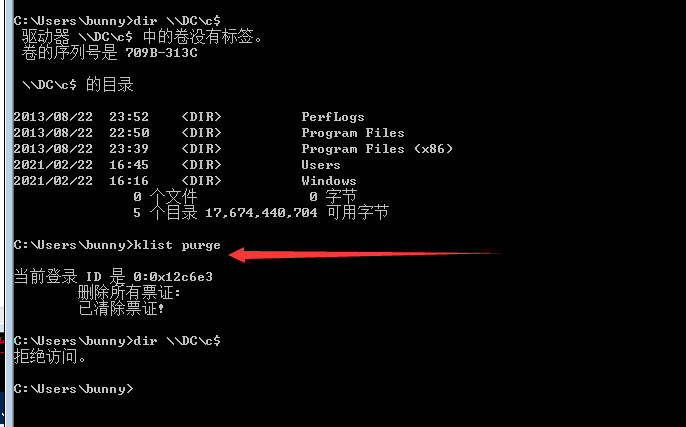 C:\Users\bunny>dir \\DC\c$
驱动器 \\DC\c$ 中的卷没有标签。
卷的序列号是 709B-313C
\\DC\c$ 的目录
2013/08/22  23:52    <DIR>          PerfLogs
2013/08/22  22:50    <DIR>          Program Files
2013/08/22  23:39    <DIR>          Program Files (x86)
2021/02/22  16:45    <DIR>          Users
2021/02/22  16:16    <DIR>          Windows
0 个文件              0 字节
5 个目录 17,674,440,704 可用字节
C:\Users\bunny>klist purge
当前登录 ID 是 0:0x12c6e3
删除所有票证:
已清除票证!
C:\Users\bunny>dir \\DC\c$
拒绝访问。
C:\Users\bunny>